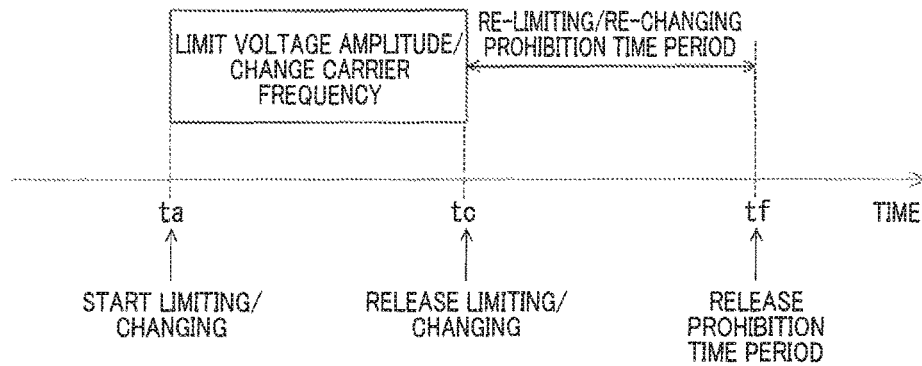 LIMIT VOLTAGE AMPLITUDE/
CHANGE CARRIER
FREQUENCY
RE-LIMITING/RE-CHANGING
PROHIBITION TIME PERIOD
ta
tc
tf
TIME
START LIMITING/
CHANGING
RELEASE LIMITING/
CHANGING
RELEASE
PROHIBITION
TIME PERIOD